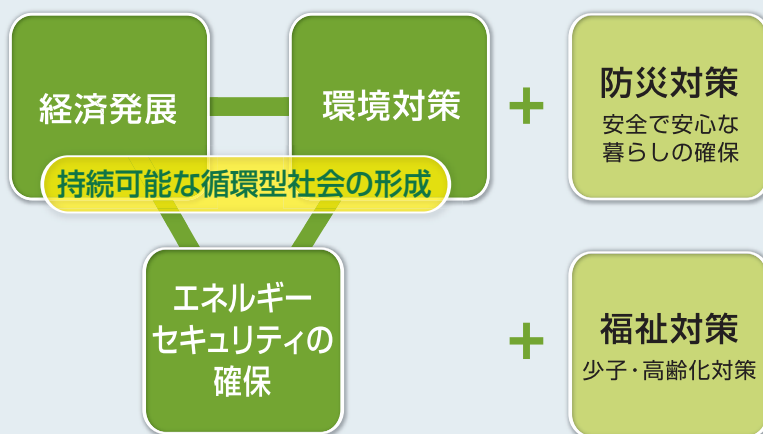 経済発展
環境対策
+
防災対策
安全で安心な
暮らしの確保
持続可能な循環型社会の形成
エネルギー
セキュリティの
確保
+
福祉対策
少子・高齢化対策